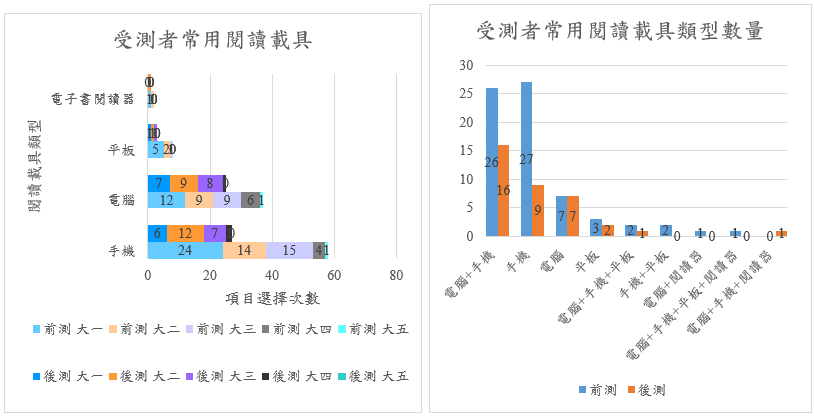 受測者常用閱讀載具
閱讀載具類型
電子書閱讀器
平板
電腦
手機
5 2
7 9 8
12 9 9 6 1
6 12 7
24 14 15 4 1
0 20 40 60 80
項目選擇次數
前測 大一 前測 大二 前測 大三 前測 大四 前測 大五
後測 大一 後測 大二 後測 大三 後測 大四 後測 大五
受測者常用閱讀載具類型數量
30
25
20
15
10
5
0
26 16 27 9 7 7 3 2 2 1 2 0 1 0 1 0 0 1
電腦+手機
手機
電腦
平板
電腦+手機+平板
手機+平板
電腦+閱讀器
電腦+手機+平板+閱讀器
電腦+手機+閱讀器
前測 後測